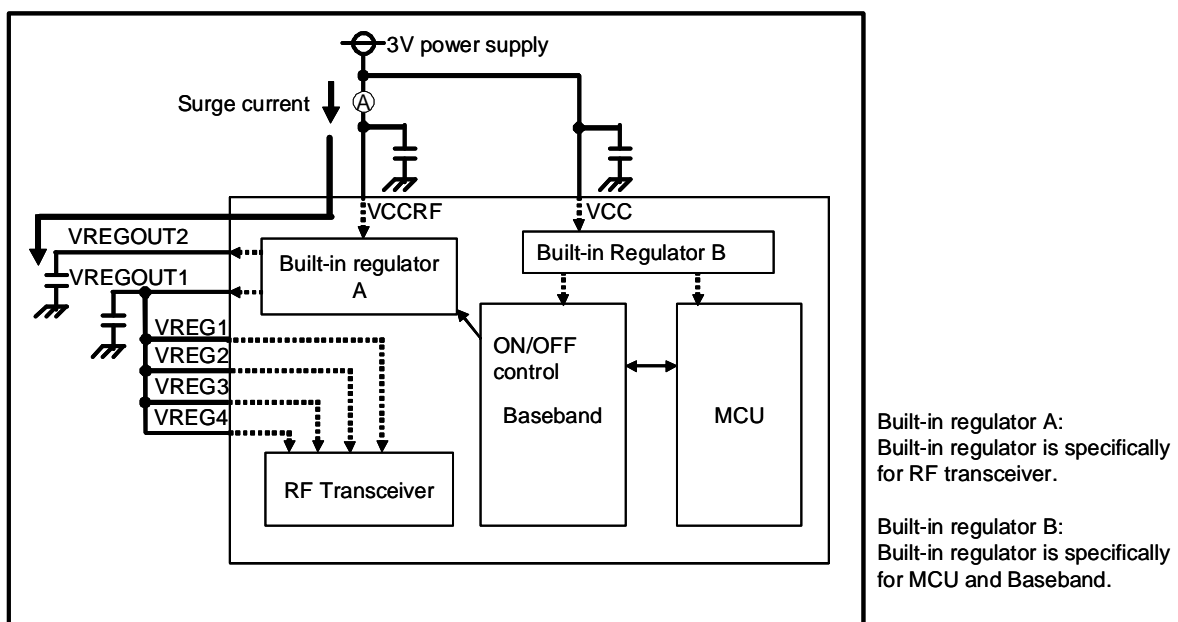 3V power supply
Surge current
A
VCCRF
VCC
VREGOUT2
Built-in regulator
A
Built-in Regulator B
VREGOUT1
VREG1
VREG2
VREG3
VREG4
ON/OFF
control
Baseband
MCU
RF Transceiver
Built-in regulator A:
Built-in regulator is specifically
for RF transceiver.
Built-in regulator B:
Built-in regulator is specifically
for MCU and Baseband.